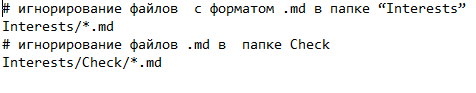 # игнорирование файлов  с форматом .md в папке “Interests”
Interests/*.md
# игнорирование файлов .md в  папке Check
Interests/Check/*.md